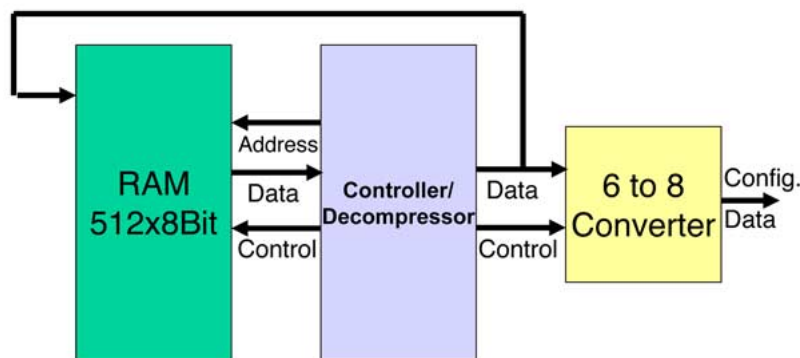 RAM
512x8Bit
Address
Data
Control
Controller/
Decompressor
Data
Control
6 to 8
Converter
Config.
Data